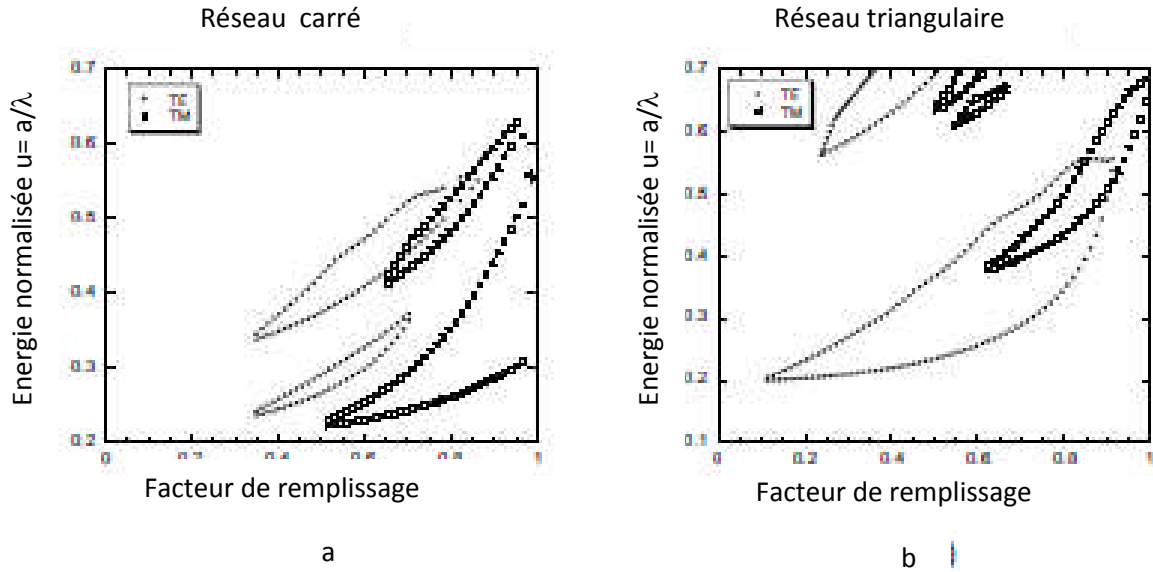 Réseau carré
Réseau triangulaire
Energie normalisée u= a/λ
0.7
0.6
0.5
0.4
0.3
0.2
TE
TM
0
0.2
0.4
0.6
0.8
1
Facteur de remplissage
a
Energie normalisée u= a/λ
0.7
0.6
0.5
0.4
0.3
0.2
0.1
TE
TM
0
0.2
0.4
0.6
0.8
1
Facteur de remplissage
b